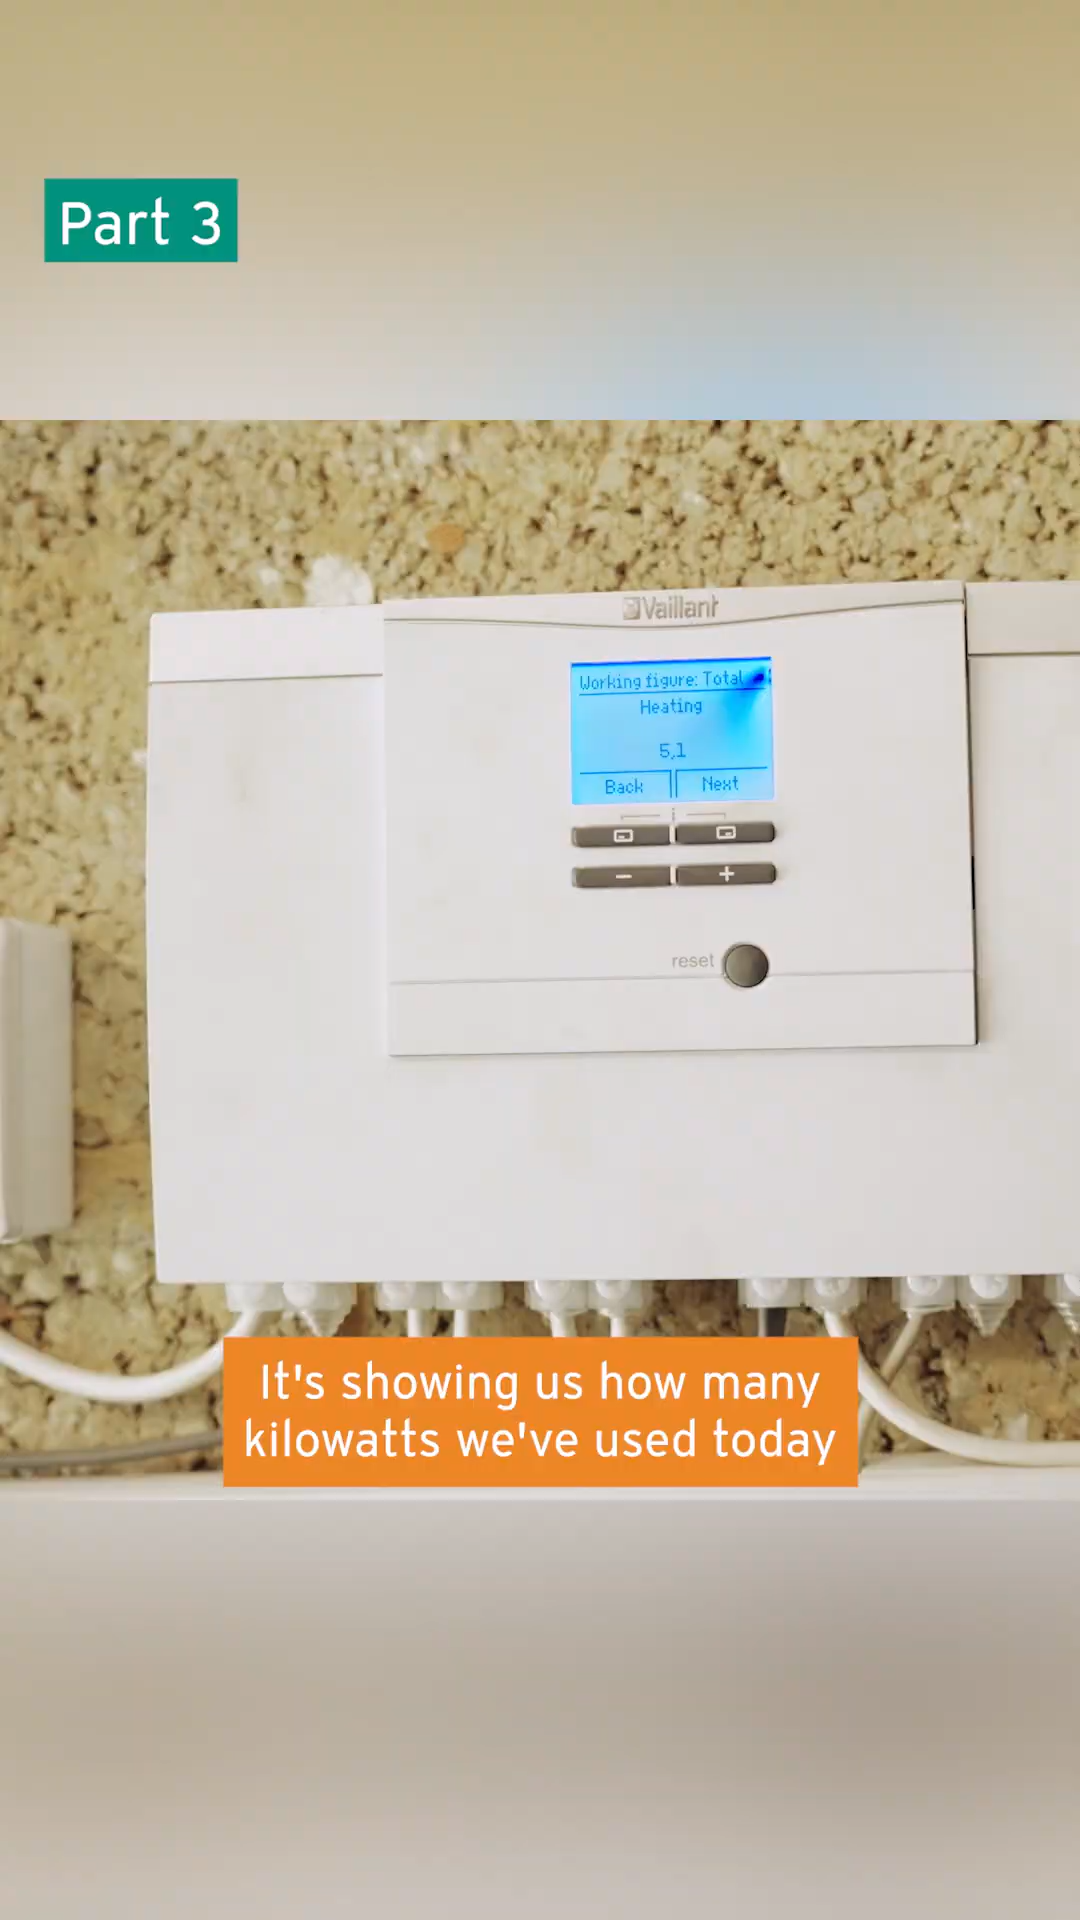 Part 3
Vaillant
Working figure: Total
Heating
5,1
Back Next
reset
It's showing us how many
kilowatts we've used today